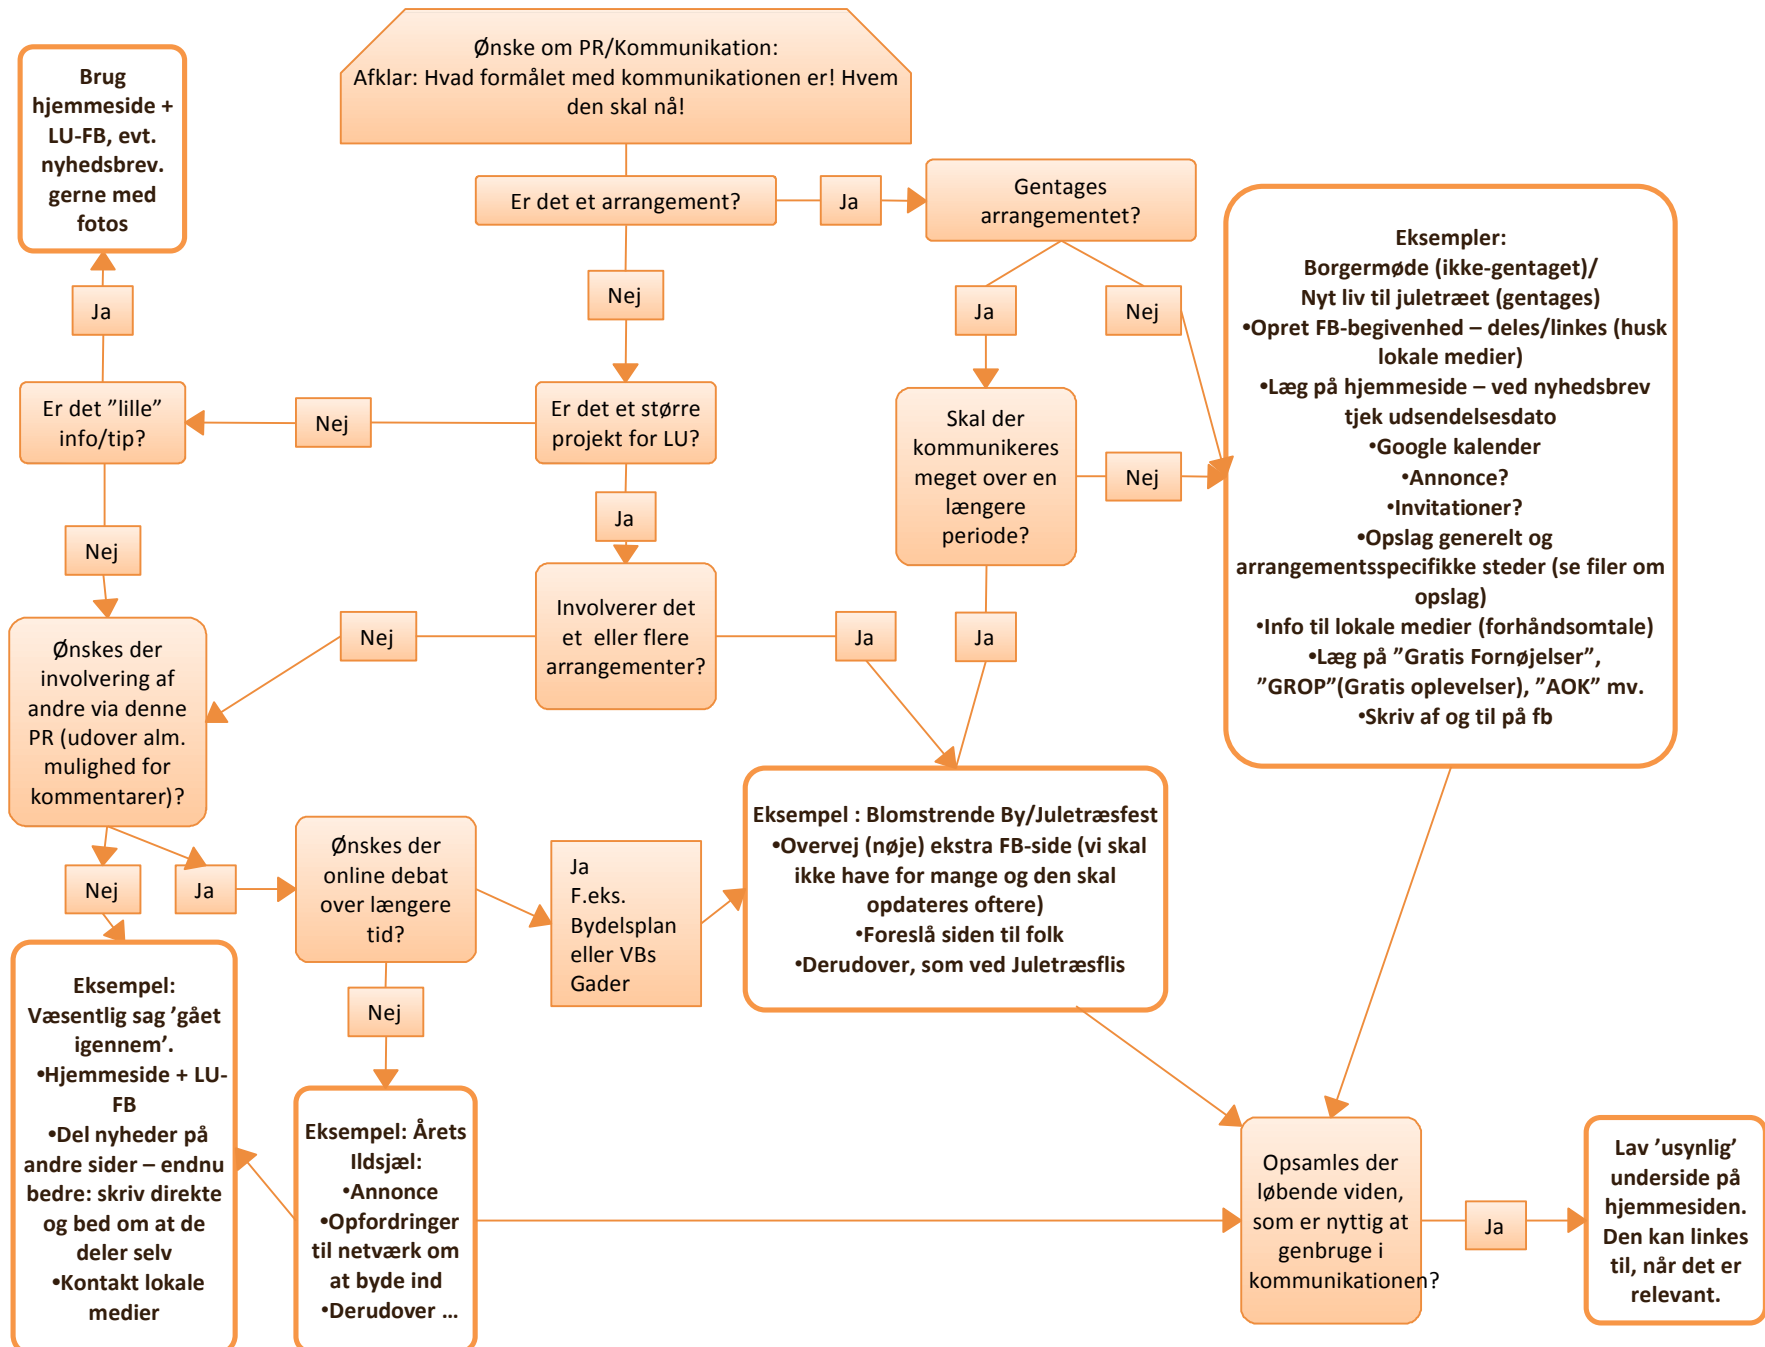 Ønske om PR/Kommunikation:
Afklar: Hvad formålet med kommunikationen er! Hvem
den skal nå!
Brug
hjemmeside +
LU-FB, evt.
nyhedsbrev.
gerne med
fotos
Er det et arrangement?
Ja
Gentages
arrangementet?
Eksempler:
Borgermøde (ikke-gentaget)/
Nyt liv til juletræet (gentages)
•Opret FB-begivenhed – deles/linkes (husk
lokale medier)
•Læg på hjemmeside – ved nyhedsbrev
tjek udsendelsesdato
•Google kalender
•Annonce?
•Invitationer?
•Opslag generelt og
arrangementsspecifikke steder (se filer om
opslag)
•Info til lokale medier (forhåndsomtale)
•Læg på ”Gratis Fornøjelser”,
”GROP”(Gratis oplevelser), ”AOK” mv.
•Skriv af og til på fb
Ja
Nej
Ja
Nej
Er det ”lille”
info/tip?
Nej
Er det et større
projekt for LU?
Skal der
kommunikeres
meget over en
længere
periode?
Nej
Ja
Nej
Involverer det
et eller flere
arrangementer?
Nej
Ja
Ja
Ønskes der
involvering af
andre via denne
PR (udover alm.
mulighed for
kommentarer)?
Nej
Ja
Ønskes der
online debat
over længere
tid?
Ja
F.eks.
Bydelsplan
eller VBs
Gader
Eksempel : Blomstrende By/Juletræsfest
•Overvej (nøje) ekstra FB-side (vi skal
ikke have for mange og den skal
opdateres oftere)
•Foreslå siden til folk
•Derudover, som ved Juletræsflis
Nej
Eksempel:
Væsentlig sag ’gået
igennem’.
•Hjemmeside + LU-
FB
•Del nyheder på
andre sider – endnu
bedre: skriv direkte
og bed om at de
deler selv
•Kontakt lokale
medier
Eksempel: Årets
Ildsjæl:
•Annonce
•Opfordringer
til netværk om
at byde ind
•Derudover …
Opsamles der
løbende viden,
som er nyttig at
genbruge i
kommunikationen?
Ja
Lav ’usynlig’
underside på
hjemmesiden.
Den kan linkes
til, når det er
relevant.